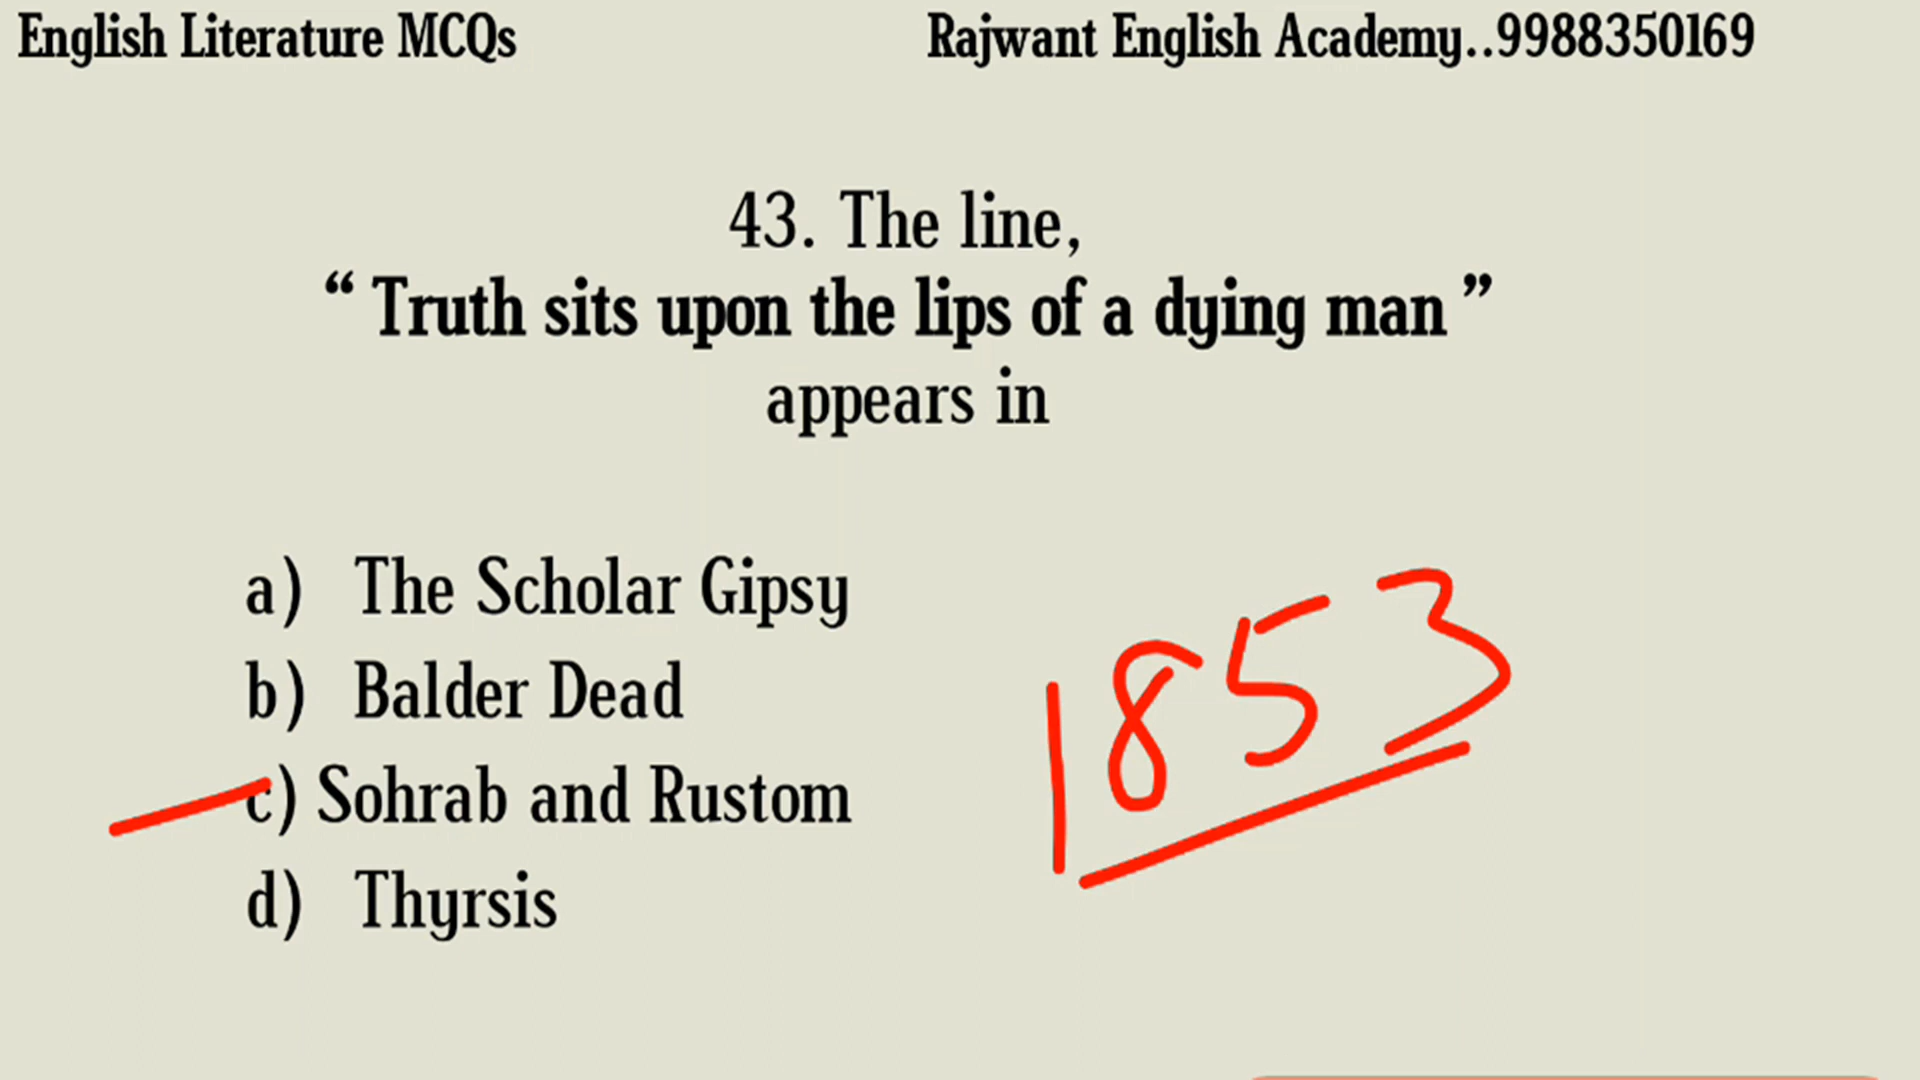 English Literature MCQs
Rajwant English Academy..9988350169
43. The line,
“ Truth sits upon the lips of a dying man ”
appears in
a) The Scholar Gipsy
b) Balder Dead
c) Sohrab and Rustom
d) Thyrsis
1853